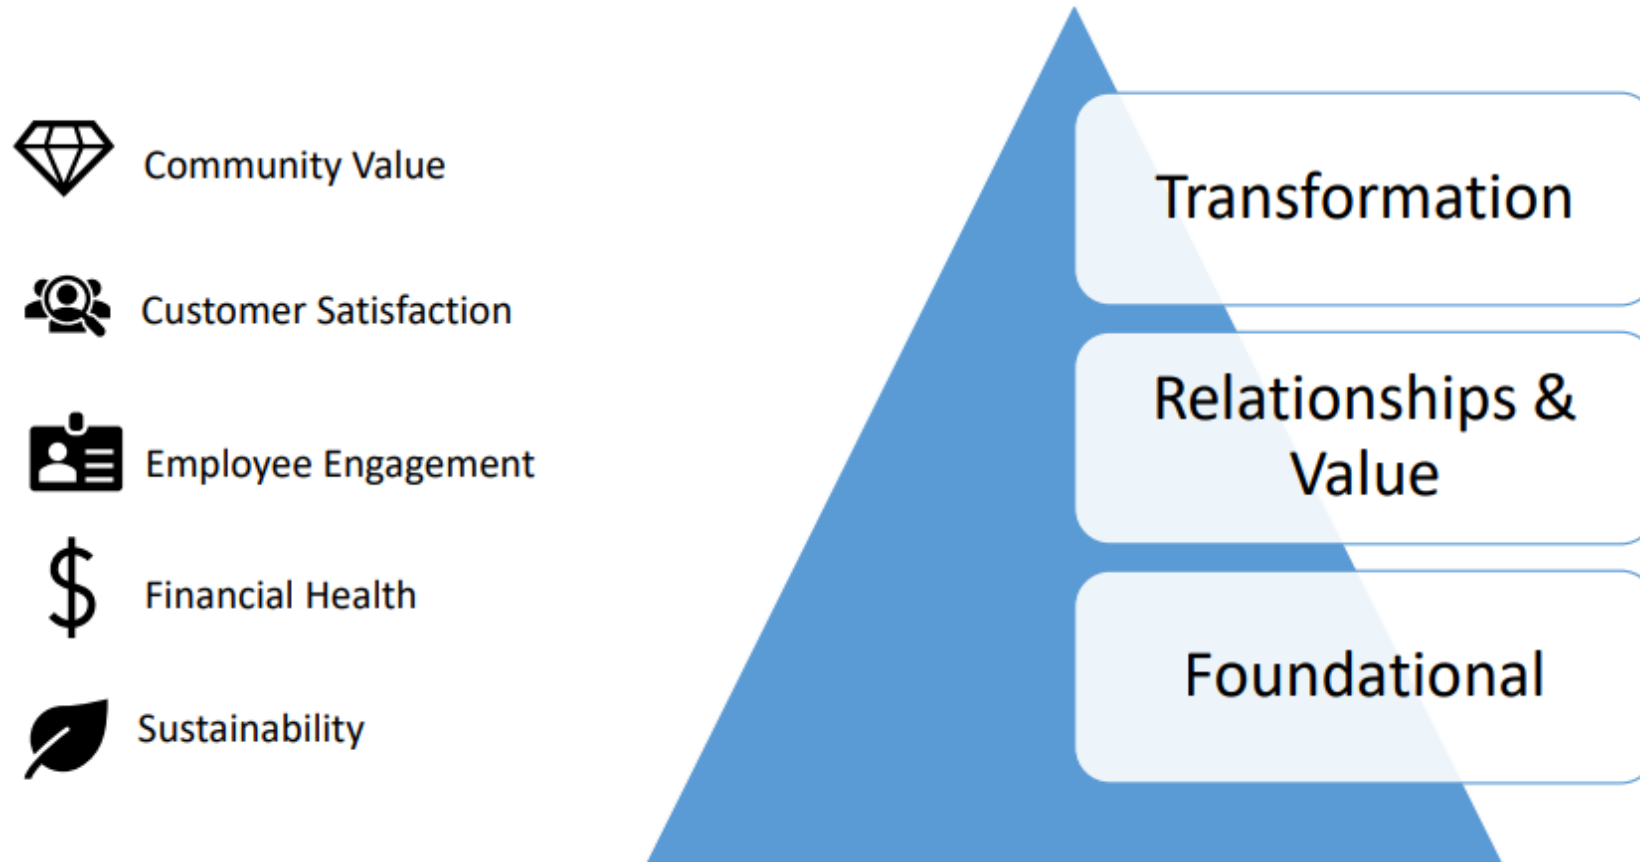 Community Value
Customer Satisfaction
Employee Engagement
Financial Health
Sustainability
Transformation
Relationships &
Value
Foundational